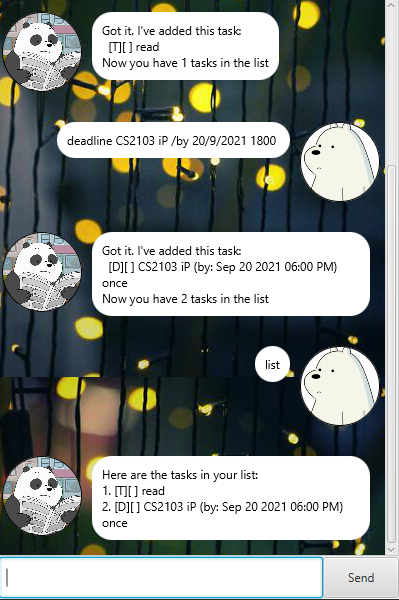 Got it. I've added this task:
[T][ ] read
Now you have 1 tasks in the list
deadline CS2103 iP /by 20/9/2021 1800
Got it. I've added this task:
[D][ ] CS2103 iP (by: Sep 20 2021 06:00 PM)
once
Now you have 2 tasks in the list
list
Here are the tasks in your list:
1. [T][ ] read
2. [D][ ] CS2103 iP (by: Sep 20 2021 06:00 PM)
once
Send